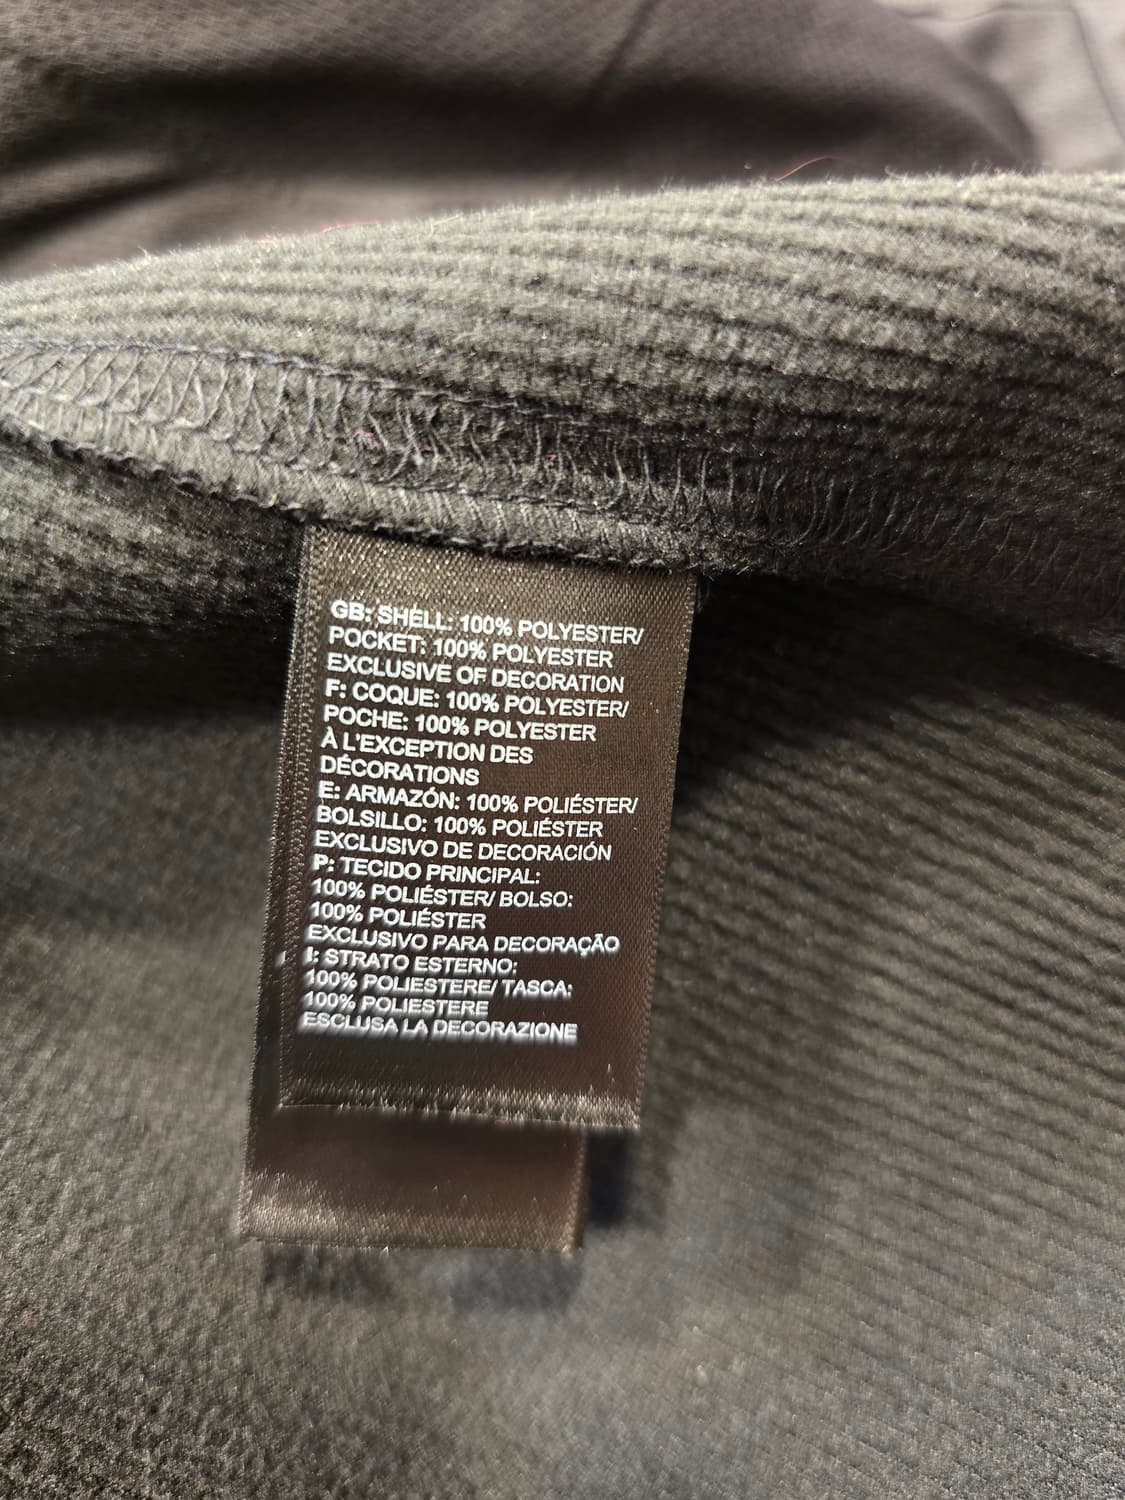 GB: SHELL: 100% POLYESTER/
POCKET: 100% POLYESTER
EXCLUSIVE OF DECORATION
F: COQUE: 100% POLYESTER/
POCHE: 100% POLYESTER
À L'EXCEPTION DES
DÉCORATIONS
E: ARMAZÓN: 100% POLIÉSTER/
BOLSILLO: 100% POLIÉSTER
EXCLUSIVO DE DECORACIÓN
P: TECIDO PRINCIPAL:
100% POLIÉSTER/ BOLSO:
100% POLIÉSTER
EXCLUSIVO PARA DECORAÇÃO
I: STRATO ESTERNO:
100% POLIESTERE/ TASCA:
100% POLIESTERE
ESCLUSA LA DECORAZIONE